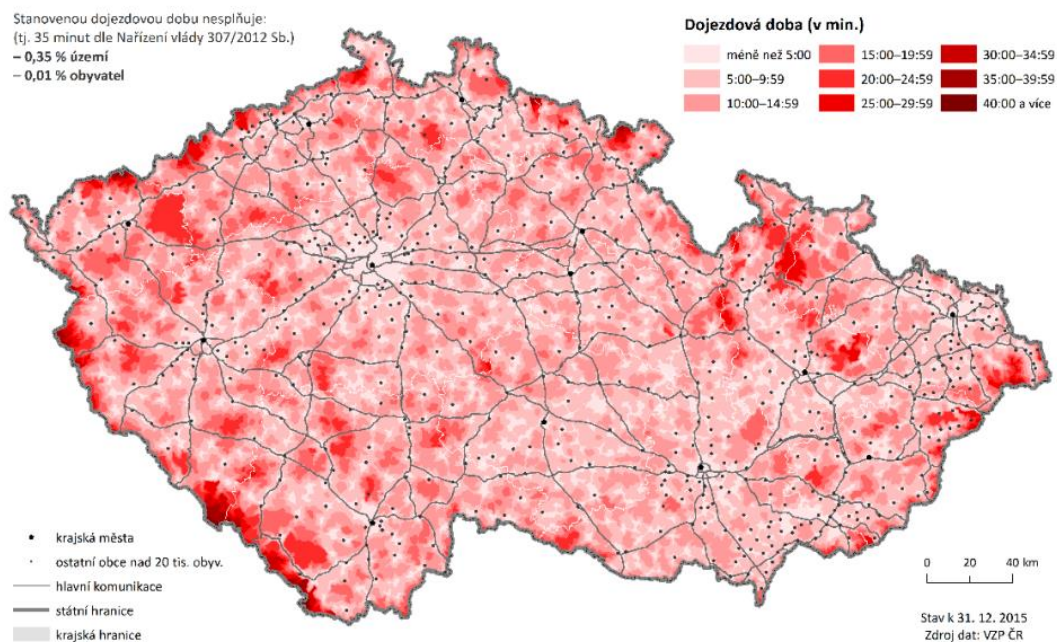 Stanovenou dojezdovou dobu nesplňuje:
(tj. 35 minut dle Nařízení vlády 307/2012 Sb.)
– 0,35 % území
– 0,01 % obyvatel
Dojezdová doba (v min.)
méně než 5:00
5:00–9:59
10:00–14:59
15:00–19:59
20:00–24:59
25:00–29:59
30:00–34:59
35:00–39:59
40:00 a více
krajská města
ostatní obce nad 20 tis. obyv.
hlavní komunikace
státní hranice
krajská hranice
0 20 40 km
Stav k 31. 12. 2015
Zdroj dat: VZP ČR